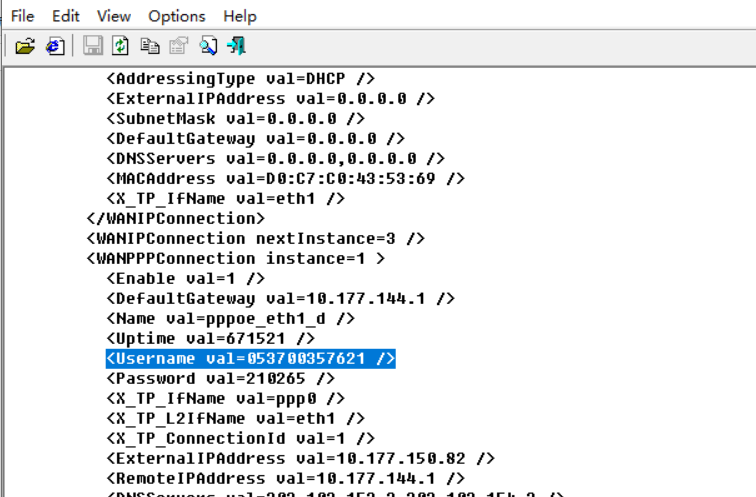 File Edit View Options Help
<AddressingType val=DHCP />
<ExternalIPAddress val=0.0.0.0 />
<SubnetMask val=0.0.0.0 />
<DefaultGateway val=0.0.0.0 />
<DNSServers val=0.0.0.0,0.0.0.0 />
<MACAddress val=D0:C7:C0:43:53:69 />
<X_TP_IfName val=eth1 />
</WANIPConnection>
<WANIPConnection nextInstance=3 />
<WANPPPConnection instance=1 >
<Enable val=1 />
<DefaultGateway val=10.177.144.1 />
<Name val=pppoe_eth1_d />
<Uptime val=671521 />
<Username val=053700357621 />
<Password val=210265 />
<X_TP_IfName val=ppp0 />
<X_TP_L2IfName val=eth1 />
<X_TP_ConnectionId val=1 />
<ExternalIPAddress val=10.177.150.82 />
<RemoteIPAddress val=10.177.144.1 />